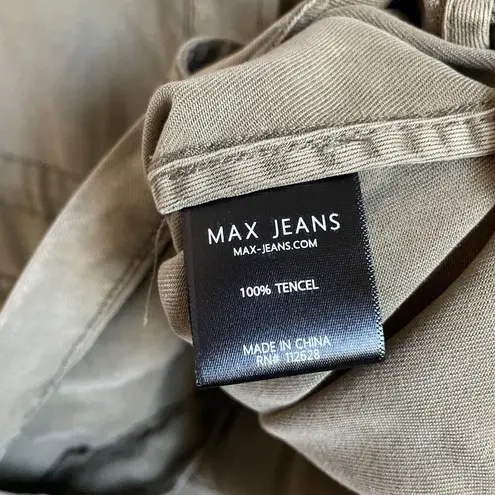 MAX JEANS
MAX-JEANS.COM
100% TENCEL
MADE IN CHINA
RN# 112628